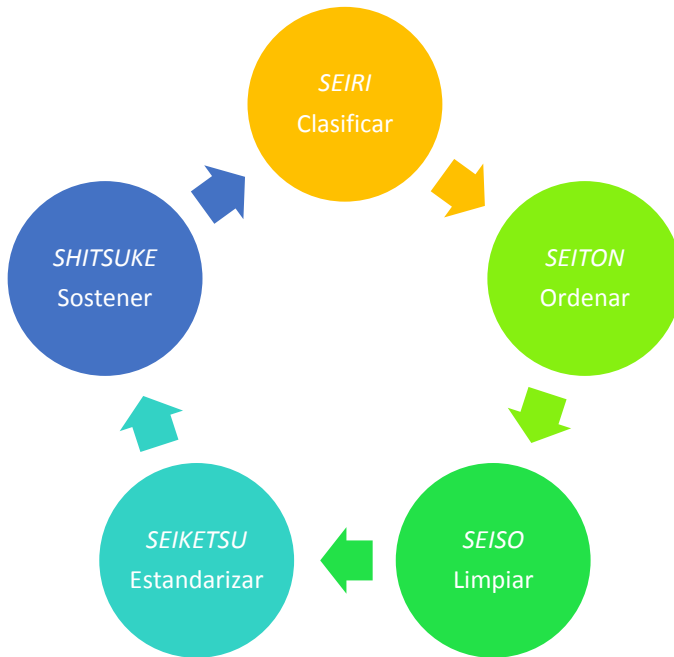 SEIRI
Clasificar
SEITON
Ordenar
SEISO
Limpiar
SEIKETSU
Estandarizar
SHITSUKE
Sostener